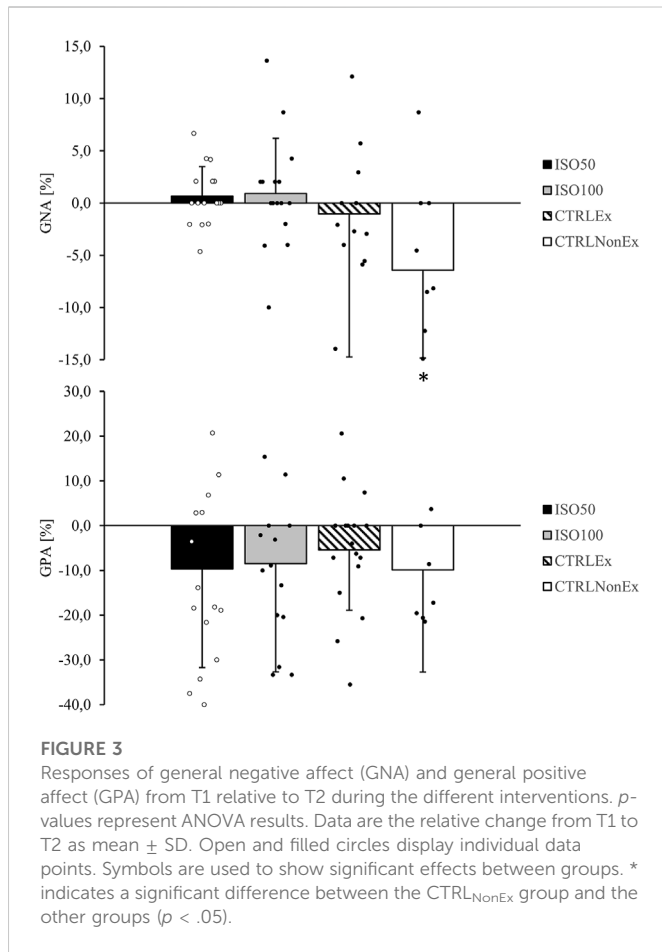 15,0
10,0
5,0
0,0
-5,0
-10,0
-15,0
GNA [%]
ISO50
ISO100
CTRLEx
CTRLNonEx
*
30,0
20,0
10,0
0,0
-10,0
-20,0
-30,0
-40,0
GPA [%]
ISO50
ISO100
CTRLEx
CTRLNonEx
FIGURE 3
Responses of general negative affect (GNA) and general positive
affect (GPA) from T1 relative to T2 during the different interventions. p-
values represent ANOVA results. Data are the relative change from T1 to
T2 as mean ± SD. Open and filled circles display individual data
points. Symbols are used to show significant effects between groups. *
indicates a significant difference between the CTRLNonEx group and the
other groups (p < .05).